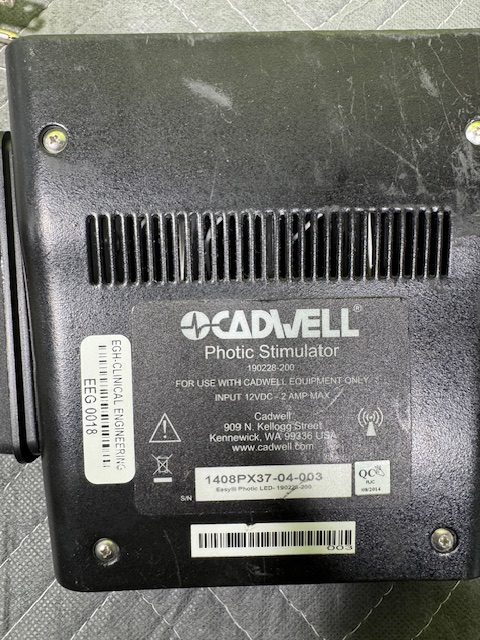 CADWELL®
Photic Stimulator
190228-200
FOR USE WITH CADWELL EQUIPMENT ONLY
INPUT 12VDC - 2 AMP MAX
Cadwell
909 N. Kellogg Street
Kennewick, WA 99336 USA
www.cadwell.com
EGH-CLINICAL ENGINEERING
EEG 0018
S/N
1408PX37-04-003
EasyIII Photic LED- 190228-200
QC
08/2014
003